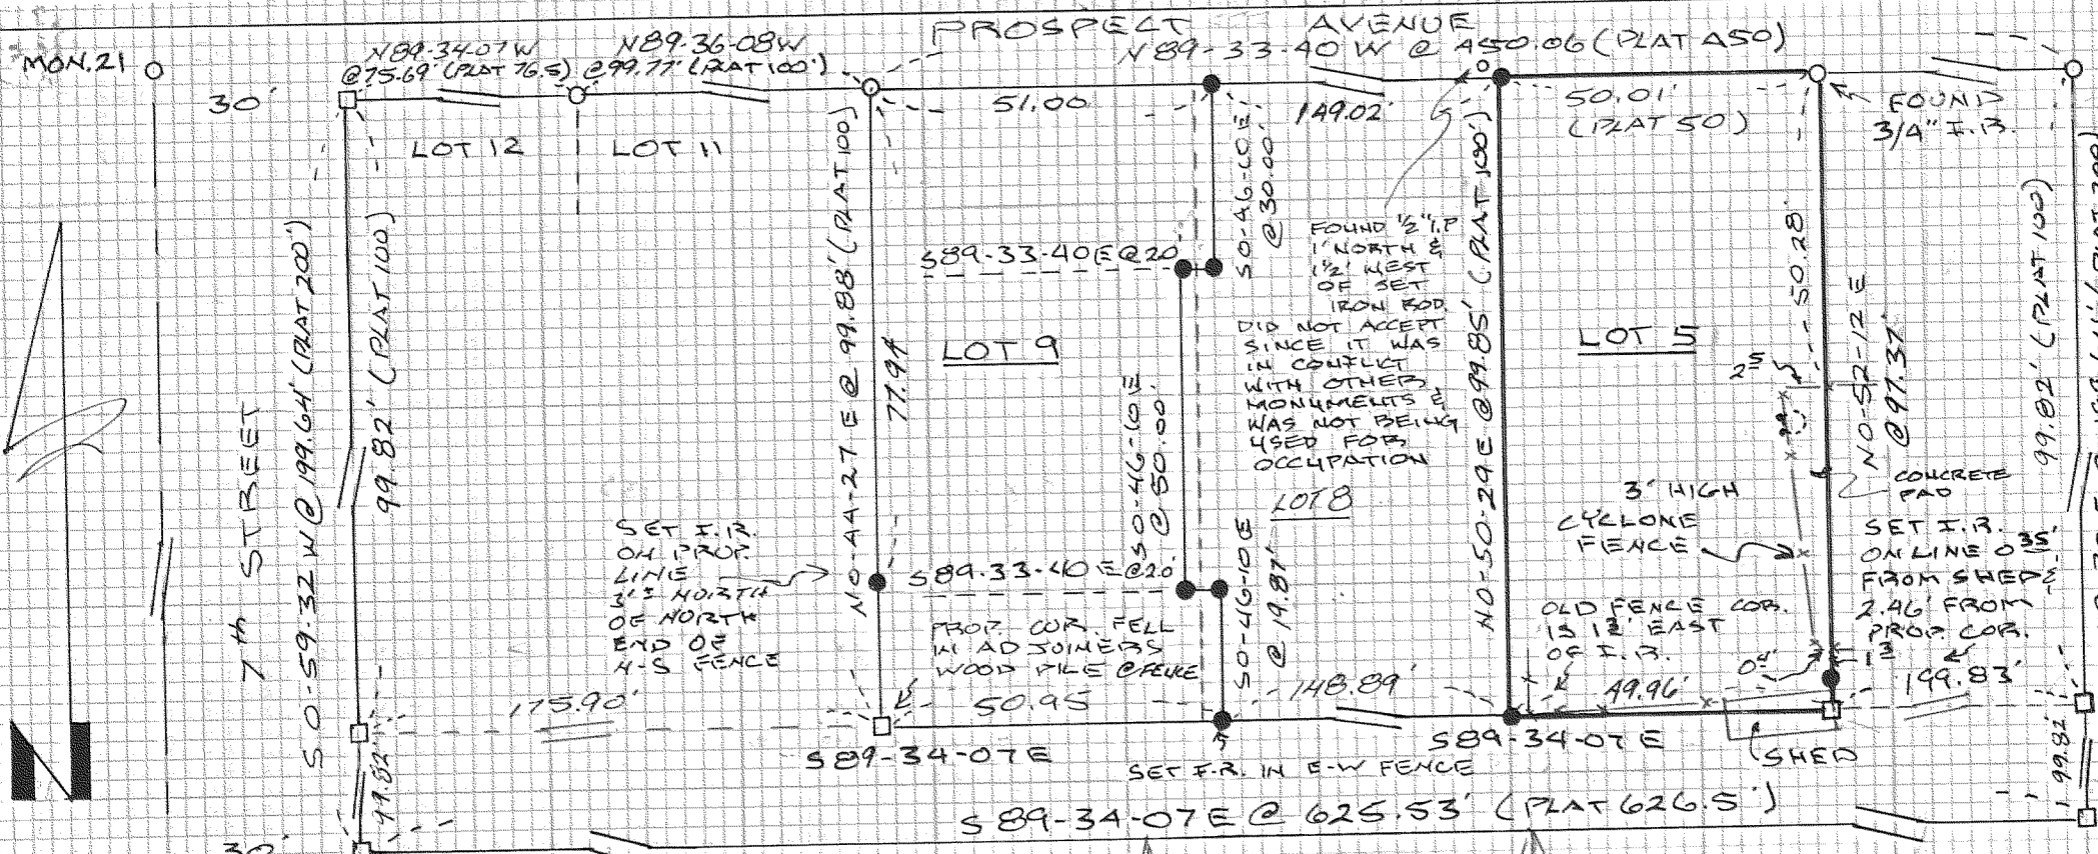 PROSPECT AVENUE
MON.21
N89-34-07W
@75.69' (PLAT 76.5)
N89-36-08W
@99.77' (PLAT 100')
N89-33-40W @ 450.06 (PLAT 450)
30'
51.00
149.02'
50.01'
(PLAT 50)
FOUND
3/4" I.R.
LOT 12
LOT 11
7th STREET
S0-59-32W @ 199.64' (PLAT 200')
99.82' (PLAT 100')
N0-44-27E @ 99.88' (PLAT 100)
77.94
LOT 9
S89-33-40E @ 20'
S0-46-10E
@ 30.00'
S0-46-10E
@ 50.00'
S89-33-40E @ 20'
S0-46-10E
@ 19.87'
FOUND 1/2" I.P
1' NORTH &
1 1/2' WEST
OF SET
IRON ROD.
DID NOT ACCEPT
SINCE IT WAS
IN CONFLICT
WITH OTHER
MONUMENTS &
WAS NOT BEING
USED FOR
OCCUPATION
LOT 8
N0-50-29E @ 99.85' (PLAT 100')
LOT 5
50.28'
2 5
N0-52-12E
@ 97.37'
99.82' (PLAT 100')
3' HIGH
CYCLONE
FENCE
CONCRETE
PAD
SET I.R.
ON LINE 0 35'
FROM SHED &
2.46' FROM
PROP. COR.
SET I.R.
ON PROP.
LINE
NORTH
OF NORTH
END OF
N-S FENCE
PROP. COR. FELL
IN ADJOINERS
WOOD PILE @ FENCE
OLD FENCE COR.
IS EAST
OF I.R.
175.90'
50.95
148.89'
49.96'
199.83'
S89-34-07E
S89-34-07E
SET I.R. IN E-W FENCE
SHED
99.82'
99.82'
S89-34-07E @ 625.53' (PLAT 626.5')
30'
N